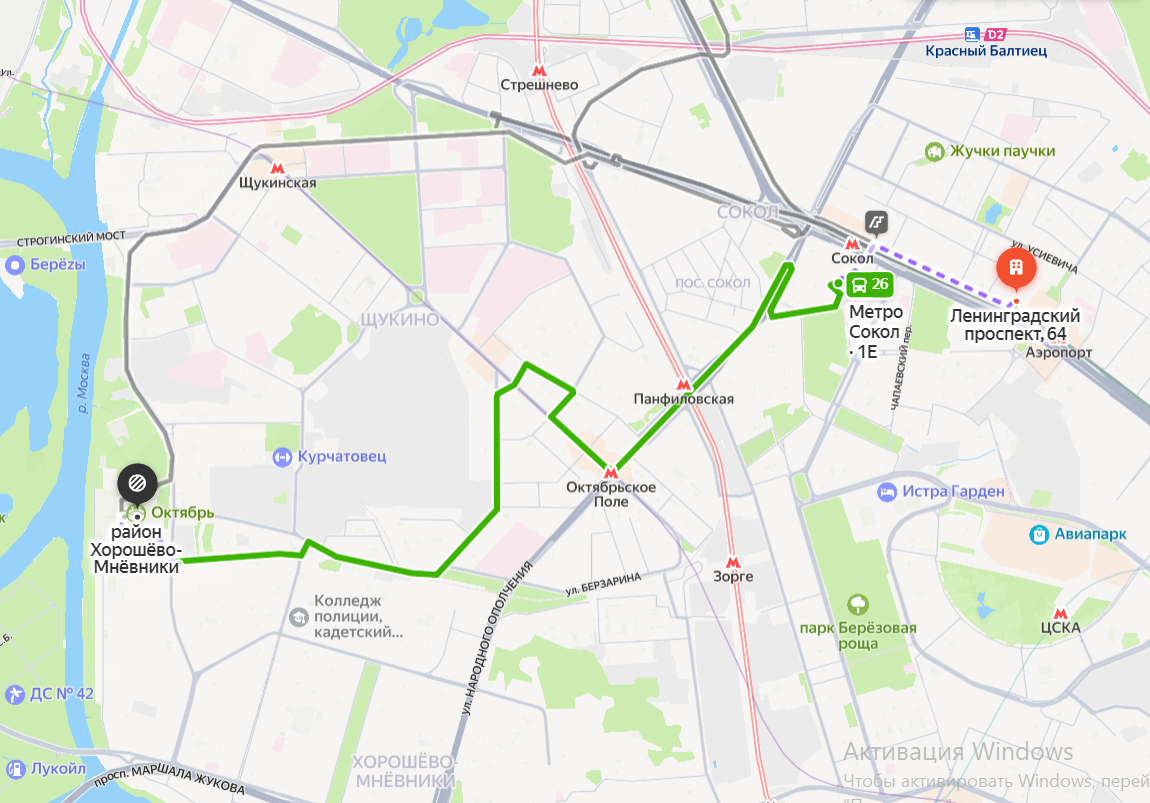 D2
Красный Балтиец
Стрешнево
Жучки паучки
Щукинская
СОКОЛ
СТРОГИНСКИЙ МОСТ
ул. УСИЕВИЧА
Берёзы
Сокол
пос. СОКОЛ
26
Метро
Сокол
· 1Е
Ленинградский
проспект, 64
ЩУКИНО
Аэропорт
р. Москва
ЧАПАЕВСКИЙ пер.
Панфиловская
Курчатовец
Октябрьское
Поле
Истра Гарден
Октябрь
район
Хорошёво-
Мнёвники
Авиапарк
ул. БЕРЗАРИНА
Зорге
Колледж
полиции,
кадетский...
парк Берёзовая
роща
ЦСКА
ул. НАРОДНОГО ОПОЛЧЕНИЯ
ДС № 42
Лукойл
просп. МАРШАЛА ЖУКОВА
ХОРОШЁВО-
МНЁВНИКИ
Активация Windows
Чтобы активировать Windows, перей